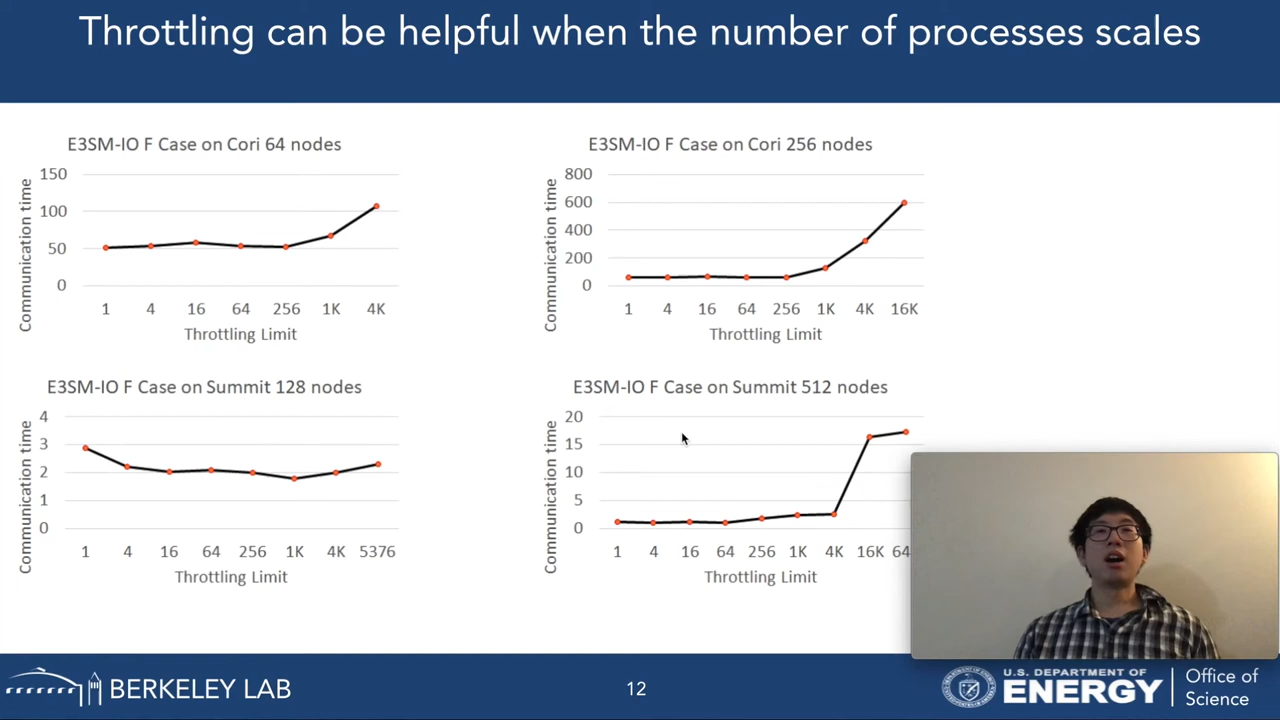 Throttling can be helpful when the number of processes scales
E3SM-IO F Case on Cori 64 nodes
Communication time
150
100
50
0
1 4 16 64 256 1K 4K
Throttling Limit
E3SM-IO F Case on Cori 256 nodes
Communication time
800
600
400
200
0
1 4 16 64 256 1K 4K 16K
Throttling Limit
E3SM-IO F Case on Summit 128 nodes
Communication time
4
3
2
1
0
1 4 16 64 256 1K 4K 5376
Throttling Limit
E3SM-IO F Case on Summit 512 nodes
Communication time
20
15
10
5
0
1 4 16 64 256 1K 4K 16K 64
Throttling Limit
BERKELEY LAB
12
U.S. DEPARTMENT OF
ENERGY
Office of
Science